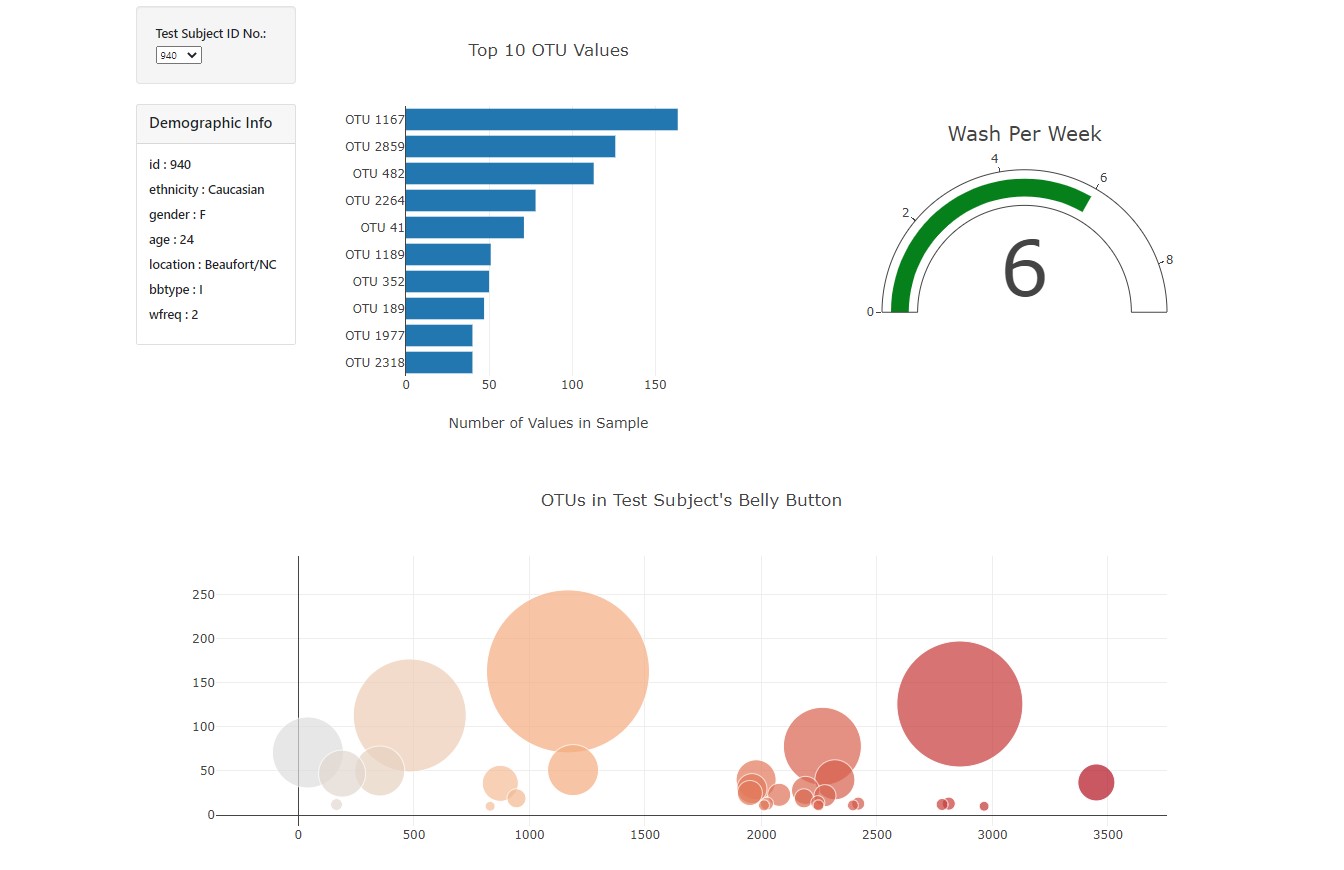 Test Subject ID No.:
940
Demographic Info
id : 940
ethnicity : Caucasian
gender : F
age : 24
location : Beaufort/NC
bbtype : I
wfreq : 2
Top 10 OTU Values
OTU 1167
OTU 2859
OTU 482
OTU 2264
OTU 41
OTU 1189
OTU 352
OTU 189
OTU 1977
OTU 2318
0 50 100 150
Number of Values in Sample
Wash Per Week
0 2 4 6 8
6
OTUs in Test Subject's Belly Button
250
200
150
100
50
0
0 500 1000 1500 2000 2500 3000 3500